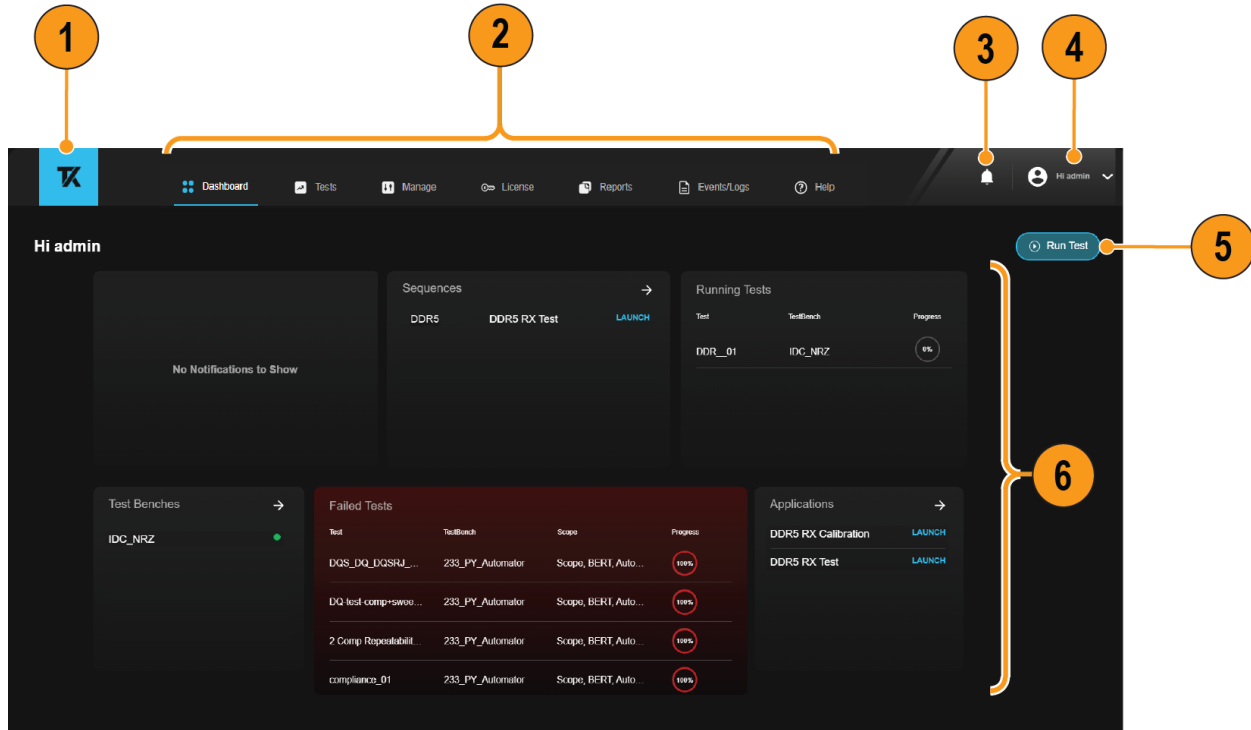 1
2
3
4
TK
Dashboard Tests Manage License Reports Events/Logs Help
Hi admin
Hi admin
Run Test
5
No Notifications to Show
Sequences
DDR5 DDR5 RX Test LAUNCH
Running Tests
Test TestBench Progress
DDR__01 IDC_NRZ 0%
6
Test Benches
IDC_NRZ
Failed Tests
Test TestBench Scope Progress
DQS_DQ_DQSRJ_... 233_PY_Automator Scope, BERT, Auto... 100%
DQ-test-comp+swee... 233_PY_Automator Scope, BERT, Auto... 100%
2 Comp Repeatabilit... 233_PY_Automator Scope, BERT, Auto... 100%
compliance_01 233_PY_Automator Scope, BERT, Auto... 100%
Applications
DDR5 RX Calibration LAUNCH
DDR5 RX Test LAUNCH